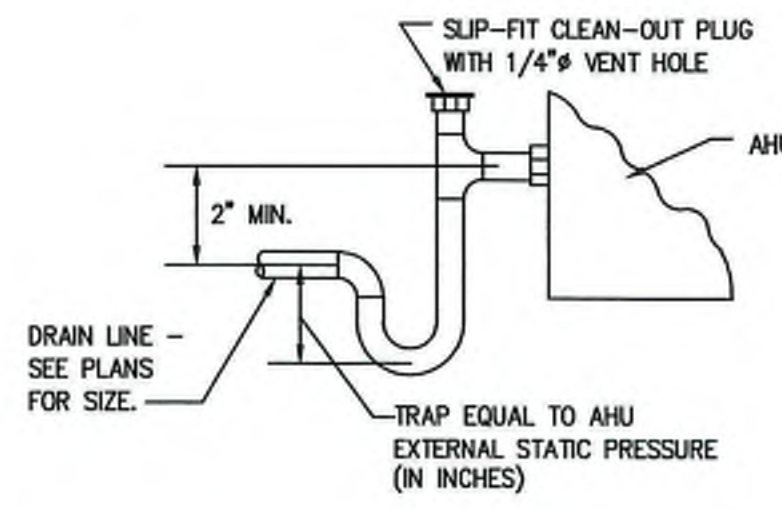 SLIP-FIT CLEAN-OUT PLUG
WITH 1/4"ø VENT HOLE
AHU
2" MIN.
DRAIN LINE -
SEE PLANS
FOR SIZE.
TRAP EQUAL TO AHU
EXTERNAL STATIC PRESSURE
(IN INCHES)